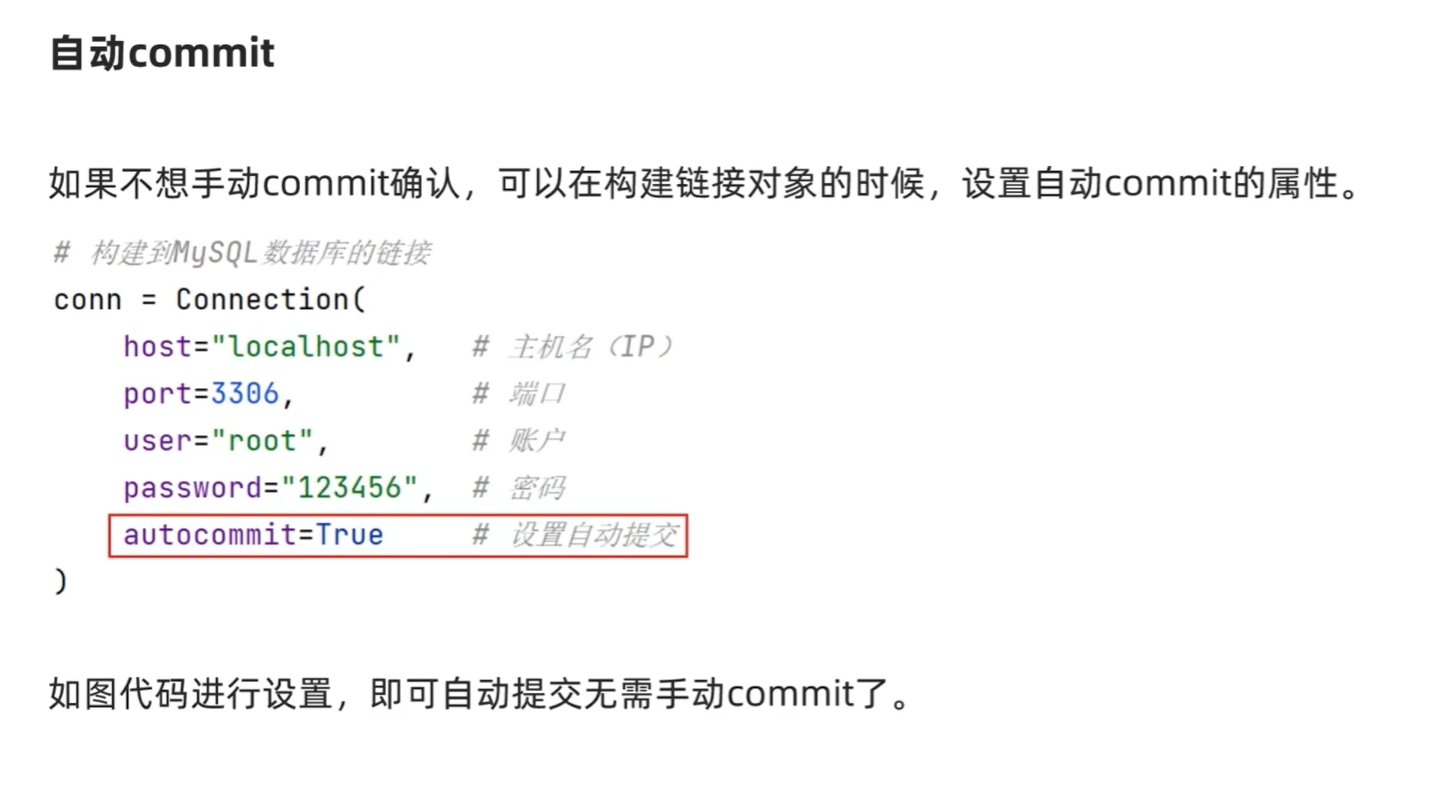 自动commit
如果不想手动commit确认，可以在构建链接对象的时候，设置自动commit的属性。
# 构建到MySQL数据库的链接
conn = Connection(
    host="localhost",   # 主机名（IP）
    port=3306,          # 端口
    user="root",        # 账户
    password="123456",  # 密码
    autocommit=True     # 设置自动提交
)
如图代码进行设置，即可自动提交无需手动commit了。